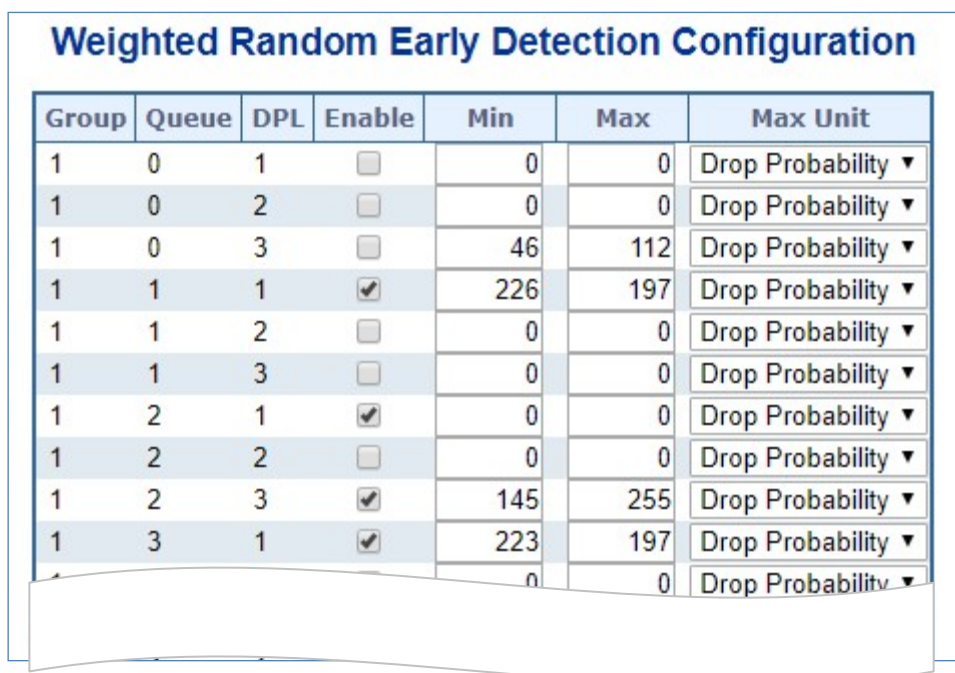 Weighted Random Early Detection Configuration
Group Queue DPL Enable Min Max Max Unit
1 0 1 0 0 Drop Probability
1 0 2 0 0 Drop Probability
1 0 3 46 112 Drop Probability
1 1 1 226 197 Drop Probability
1 1 2 0 0 Drop Probability
1 1 3 0 0 Drop Probability
1 2 1 0 0 Drop Probability
1 2 2 0 0 Drop Probability
1 2 3 145 255 Drop Probability
1 3 1 223 197 Drop Probability
0 0 Drop Probability